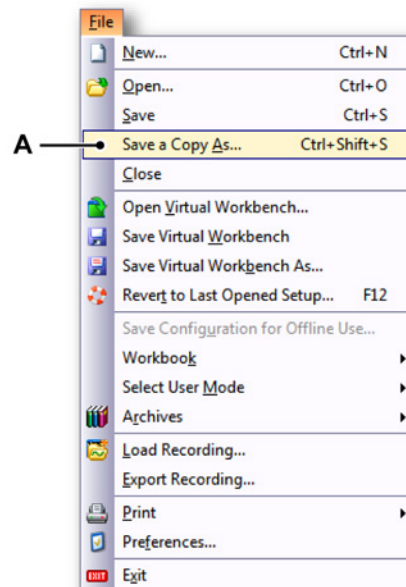 File
New... Ctrl+N
Open... Ctrl+O
Save Ctrl+S
A Save a Copy As... Ctrl+Shift+S
Close
Open Virtual Workbench...
Save Virtual Workbench
Save Virtual Workbench As...
Revert to Last Opened Setup... F12
Save Configuration for Offline Use...
Workbook
Select User Mode
Archives
Load Recording...
Export Recording...
Print
Preferences...
EXIT Exit